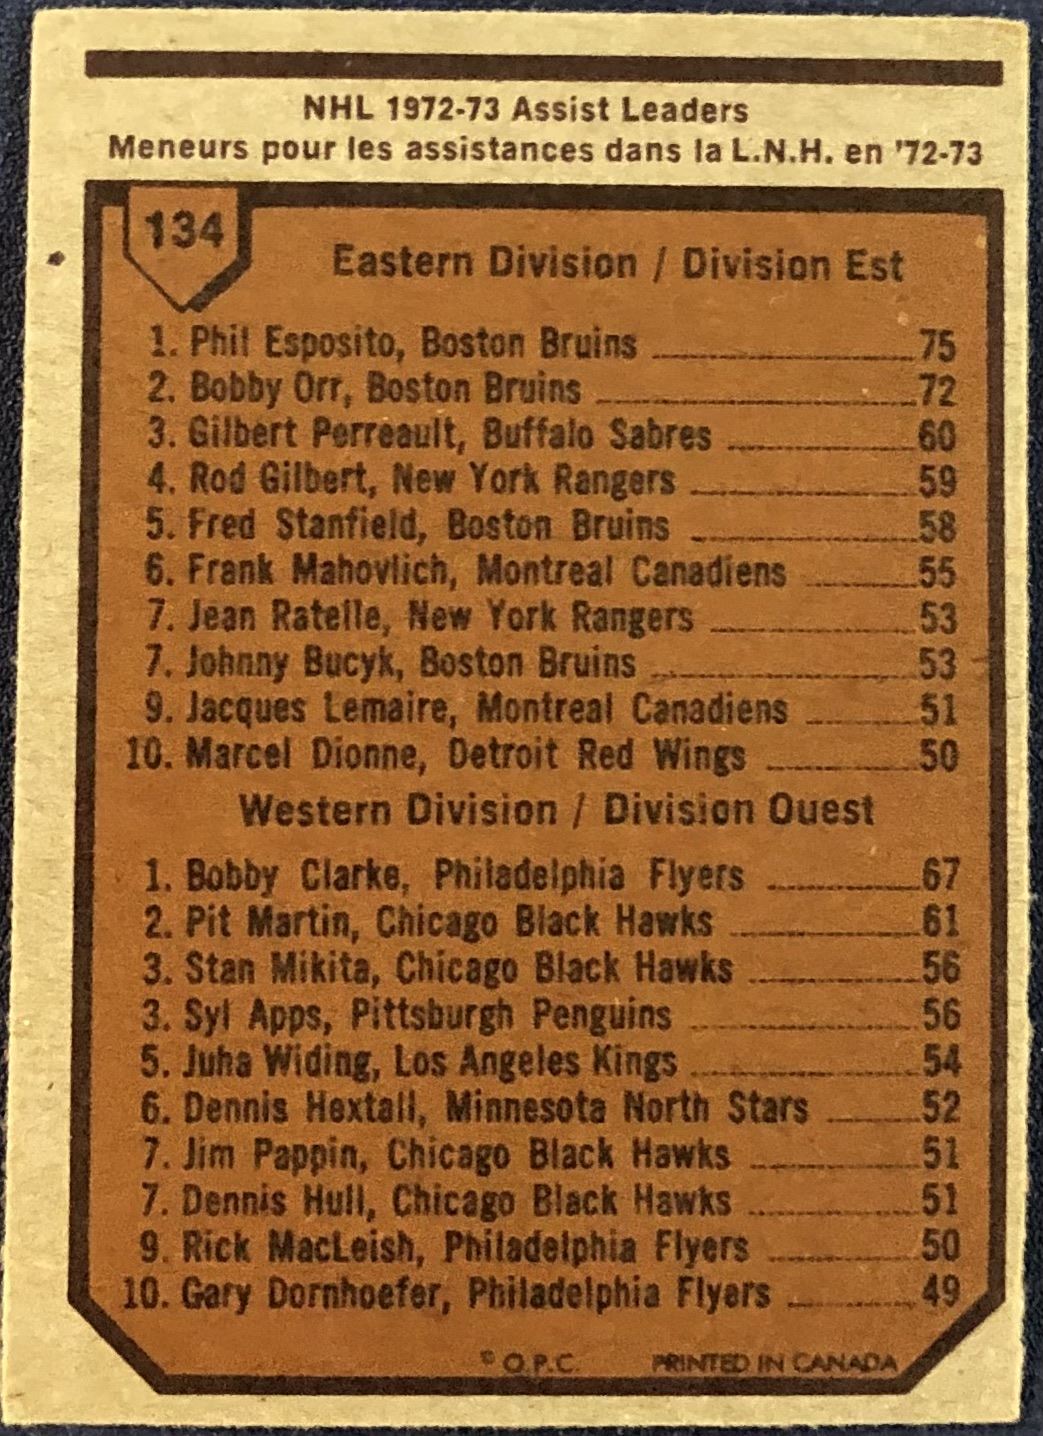 NHL 1972-73 Assist Leaders
Meneurs pour les assistances dans la L.N.H. en '72-73
134
Eastern Division / Division Est
1. Phil Esposito, Boston Bruins 75
2. Bobby Orr, Boston Bruins 72
3. Gilbert Perreault, Buffalo Sabres 60
4. Rod Gilbert, New York Rangers 59
5. Fred Stanfield, Boston Bruins 58
6. Frank Mahovlich, Montreal Canadiens 55
7. Jean Ratelle, New York Rangers 53
7. Johnny Bucyk, Boston Bruins 53
9. Jacques Lemaire, Montreal Canadiens 51
10. Marcel Dionne, Detroit Red Wings 50
Western Division / Division Ouest
1. Bobby Clarke, Philadelphia Flyers 67
2. Pit Martin, Chicago Black Hawks 61
3. Stan Mikita, Chicago Black Hawks 56
3. Syl Apps, Pittsburgh Penguins 56
5. Juha Widing, Los Angeles Kings 54
6. Dennis Hextall, Minnesota North Stars 52
7. Jim Pappin, Chicago Black Hawks 51
7. Dennis Hull, Chicago Black Hawks 51
9. Rick MacLeish, Philadelphia Flyers 50
10. Gary Dornhoefer, Philadelphia Flyers 49
© O.P.C. PRINTED IN CANADA